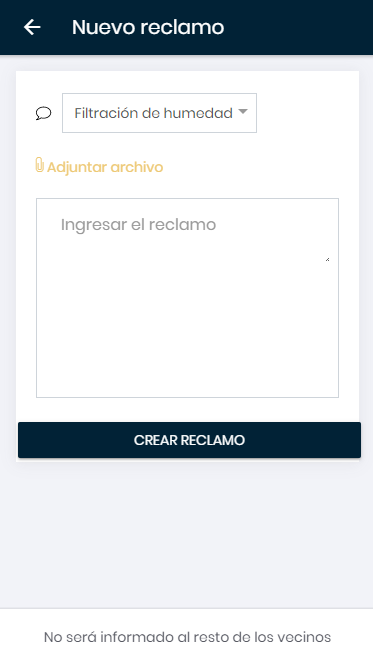 Nuevo reclamo
Filtración de humedad
Adjuntar archivo
Ingresar el reclamo
CREAR RECLAMO
No será informado al resto de los vecinos